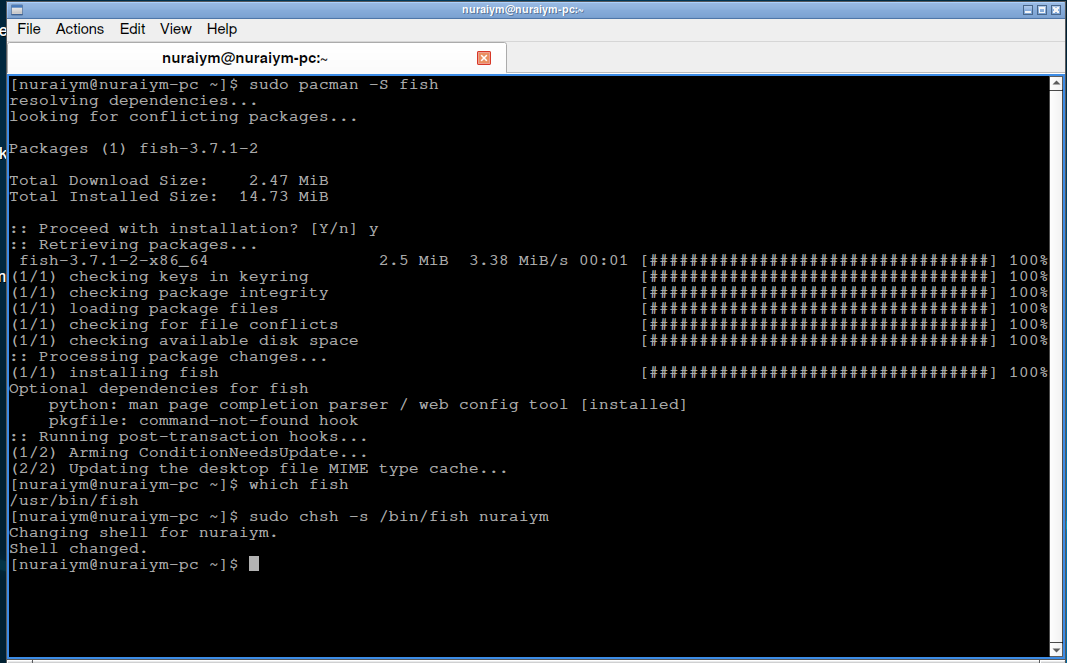 nuraiym@nuraiym-pc:~
File Actions Edit View Help
nuraiym@nuraiym-pc:~
[nuraiym@nuraiym-pc ~]$ sudo pacman -S fish
resolving dependencies...
looking for conflicting packages...
Packages (1) fish-3.7.1-2
Total Download Size:    2.47 MiB
Total Installed Size:  14.73 MiB
:: Proceed with installation? [Y/n] y
:: Retrieving packages...
 fish-3.7.1-2-x86_64                 2.5 MiB  3.38 MiB/s 00:01 [##################################] 100%
(1/1) checking keys in keyring                                 [##################################] 100%
(1/1) checking package integrity                               [##################################] 100%
(1/1) loading package files                                    [##################################] 100%
(1/1) checking for file conflicts                              [##################################] 100%
(1/1) checking available disk space                            [##################################] 100%
:: Processing package changes...
(1/1) installing fish                                          [##################################] 100%
Optional dependencies for fish
    python: man page completion parser / web config tool [installed]
    pkgfile: command-not-found hook
:: Running post-transaction hooks...
(1/2) Arming ConditionNeedsUpdate...
(2/2) Updating the desktop file MIME type cache...
[nuraiym@nuraiym-pc ~]$ which fish
/usr/bin/fish
[nuraiym@nuraiym-pc ~]$ sudo chsh -s /bin/fish nuraiym
Changing shell for nuraiym.
Shell changed.
[nuraiym@nuraiym-pc ~]$